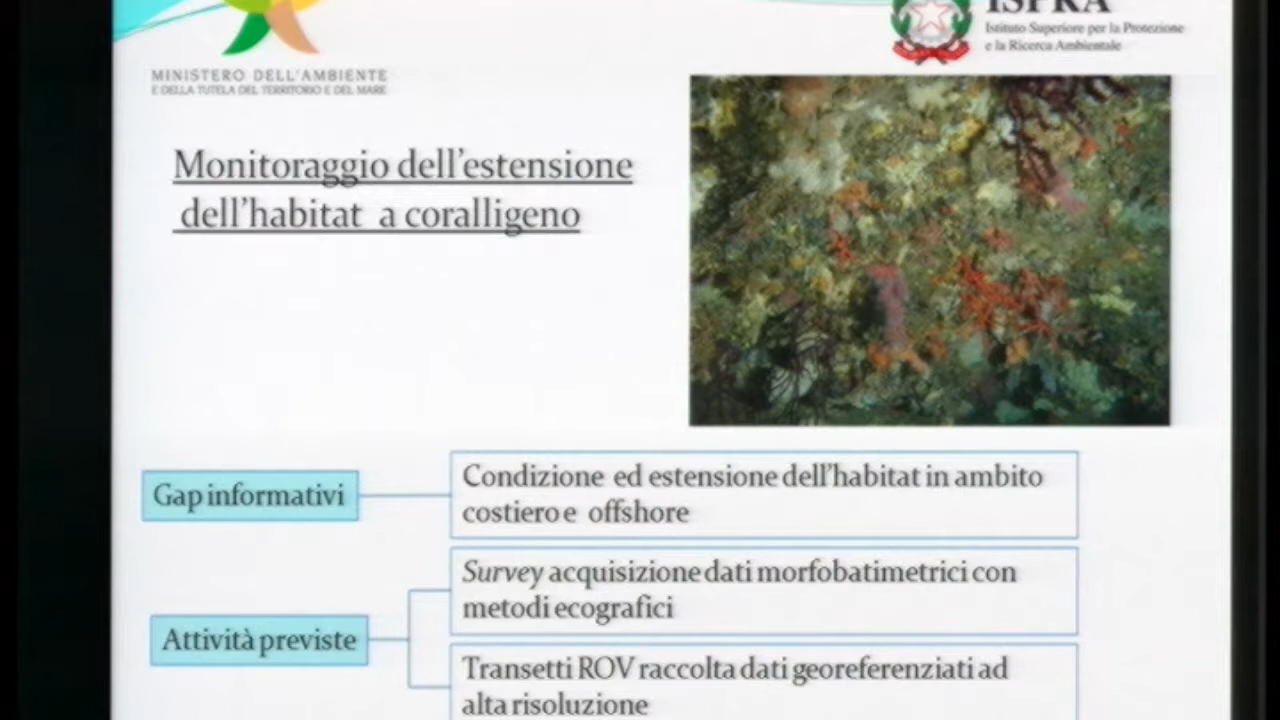 ISPRA
Istituto Superiore per la Protezione
e la Ricerca Ambientale
MINISTERO DELL'AMBIENTE
E DELLA TUTELA DEL TERRITORIO E DEL MARE
Monitoraggio dell'estensione
dell'habitat a coralligeno
Gap informativi
Condizione ed estensione dell'habitat in ambito
costiero e offshore
Attività previste
Survey acquisizione dati morfobatimetrici con
metodi ecografici
Transetti ROV raccolta dati georeferenziati ad
alta risoluzione